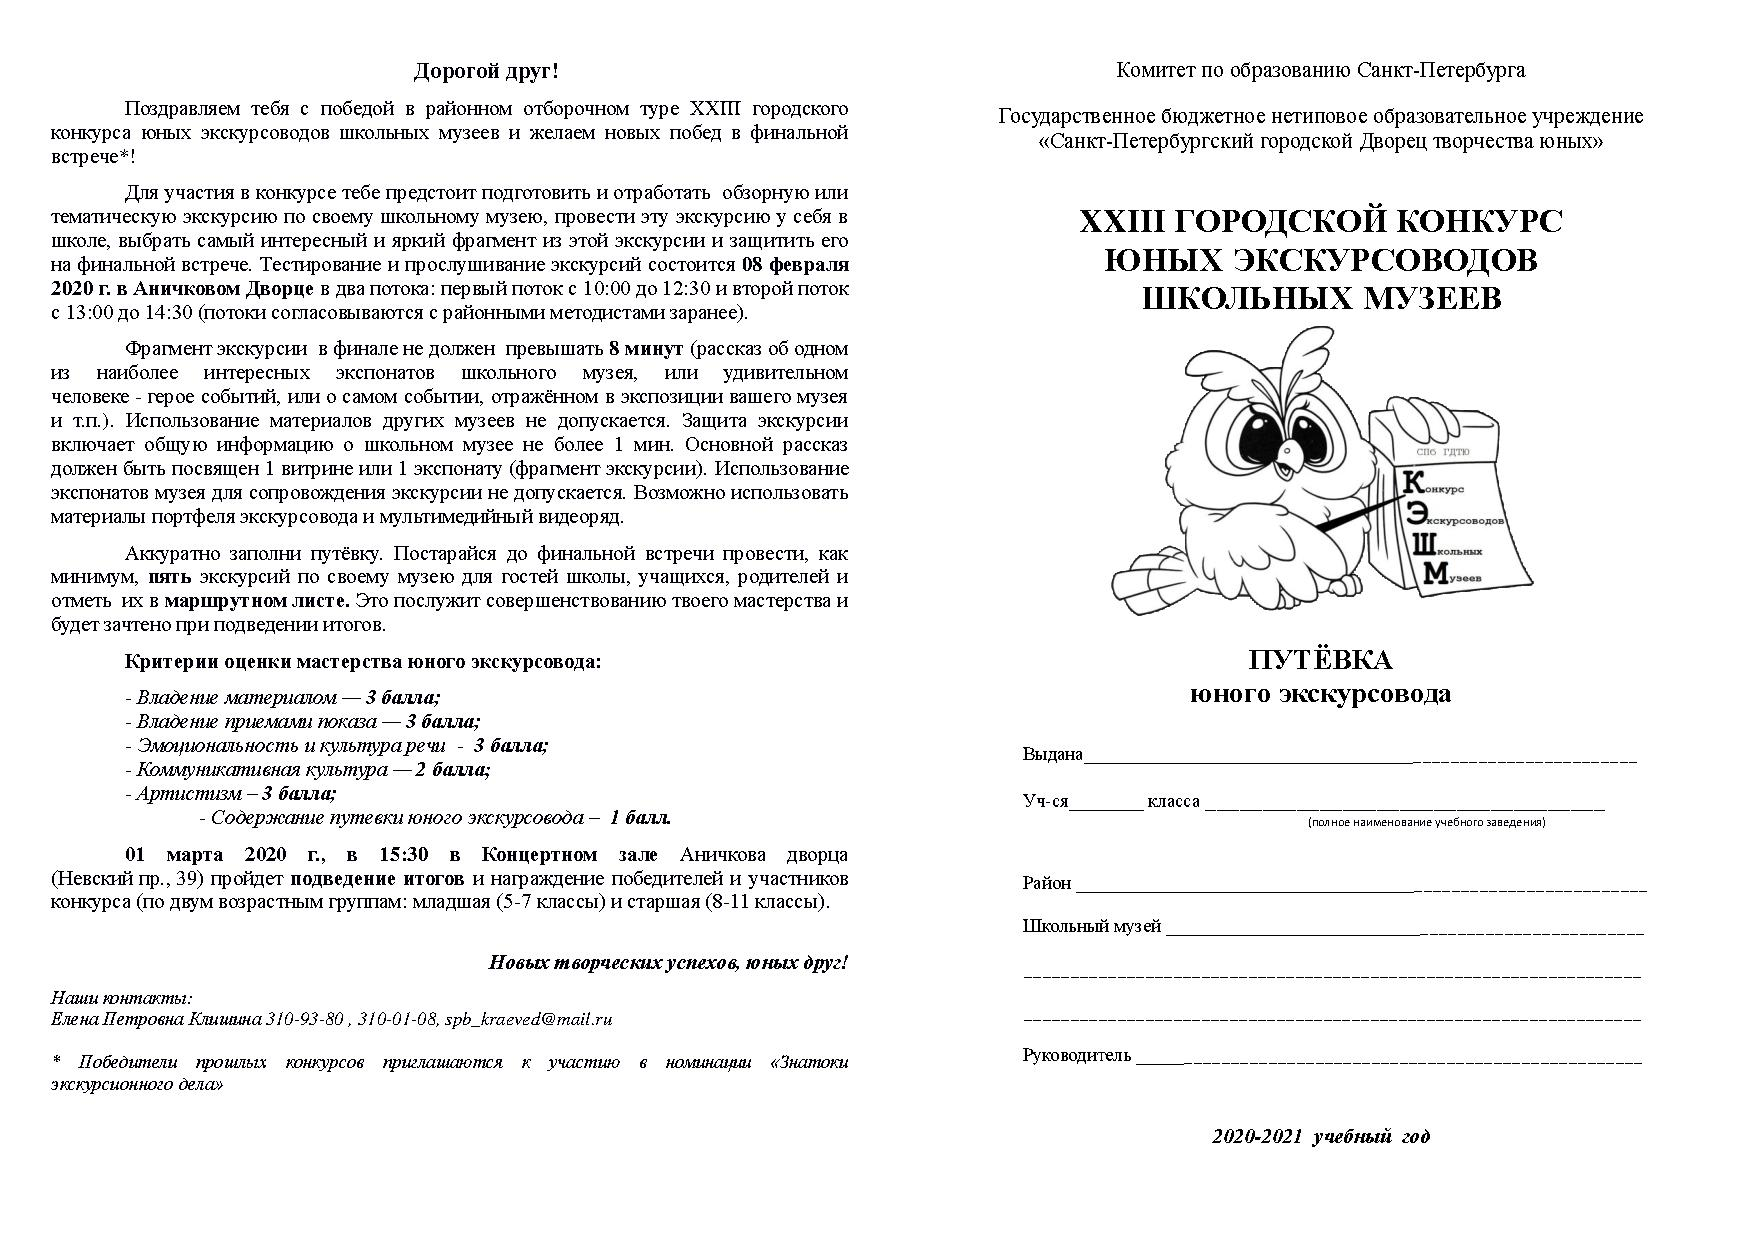 Дорогой друг!
Поздравляем тебя с победой в районном отборочном туре XXIII городского
конкурса юных экскурсоводов школьных музеев и желаем новых побед в финальной
встрече*!
Для участия в конкурсе тебе предстоит подготовить и отработать обзорную или
тематическую экскурсию по своему школьному музею, провести эту экскурсию у себя в
школе, выбрать самый интересный и яркий фрагмент из этой экскурсии и защитить его
на финальной встрече. Тестирование и прослушивание экскурсий состоится 08 февраля
2020 г. в Аничковом Дворце в два потока: первый поток с 10:00 до 12:30 и второй поток
с 13:00 до 14:30 (потоки согласовываются с районными методистами заранее).
Фрагмент экскурсии в финале не должен превышать 8 минут (рассказ об одном
из наиболее интересных экспонатов школьного музея, или удивительном
человеке - герое событий, или о самом событии, отражённом в экспозиции вашего музея
и т.п.). Использование материалов других музеев не допускается. Защита экскурсии
включает общую информацию о школьном музее не более 1 мин. Основной рассказ
должен быть посвящен 1 витрине или 1 экспонату (фрагмент экскурсии). Использование
экспонатов музея для сопровождения экскурсии не допускается. Возможно использовать
материалы портфеля экскурсовода и мультимедийный видеоряд.
Аккуратно заполни путёвку. Постарайся до финальной встречи провести, как
минимум, пять экскурсий по своему музею для гостей школы, учащихся, родителей и
отметь их в маршрутном листе. Это послужит совершенствованию твоего мастерства и
будет зачтено при подведении итогов.
Критерии оценки мастерства юного экскурсовода:
- Владение материалом — 3 балла;
- Владение приемами показа — 3 балла;
- Эмоциональность и культура речи - 3 балла;
- Коммуникативная культура — 2 балла;
- Артистизм – 3 балла;
- Содержание путевки юного экскурсовода – 1 балл.
01 марта 2020 г., в 15:30 в Концертном зале Аничкова дворца
(Невский пр., 39) пройдет подведение итогов и награждение победителей и участников
конкурса (по двум возрастным группам: младшая (5-7 классы) и старшая (8-11 классы).
Новых творческих успехов, юных друг!
Наши контакты:
Елена Петровна Клишина 310-93-80 , 310-01-08, spb_kraeved@mail.ru
* Победители прошлых конкурсов приглашаются к участию в номинации «Знатоки
экскурсионного дела»
Комитет по образованию Санкт-Петербурга
Государственное бюджетное нетиповое образовательное учреждение
«Санкт-Петербургский городской Дворец творчества юных»
XXIII ГОРОДСКОЙ КОНКУРС
ЮНЫХ ЭКСКУРСОВОДОВ
ШКОЛЬНЫХ МУЗЕЕВ
СПб ГДТЮ
Конкурс
Экскурсоводов
Школьных
Музеев
ПУТЁВКА
юного экскурсовода
Выдана
Уч-ся________ класса
(полное наименование учебного заведения)
Район
Школьный музей
Руководитель
2020-2021 учебный год